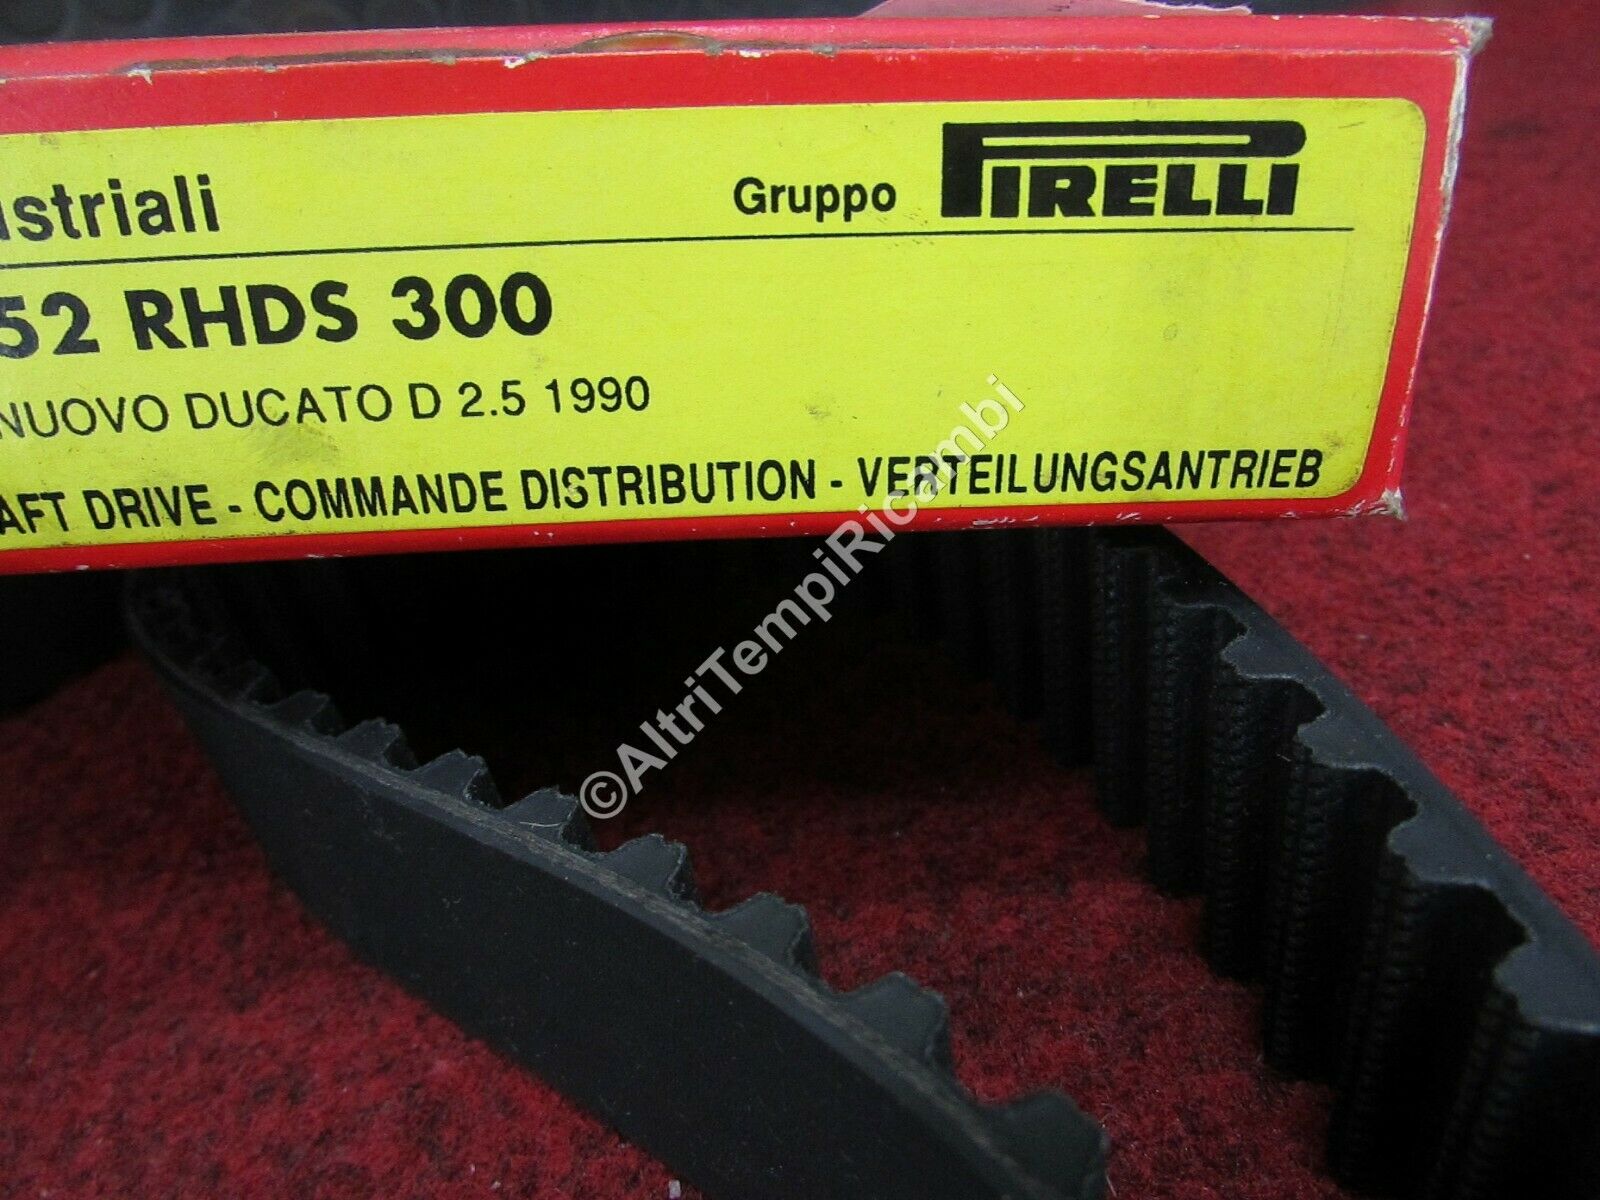 striali Gruppo PIRELLI
52 RHDS 300
NUOVO DUCATO D 2.5 1990
AFT DRIVE - COMMANDE DISTRIBUTION - VERTEILUNGSANTRIEB
©AltriTempiRicambi